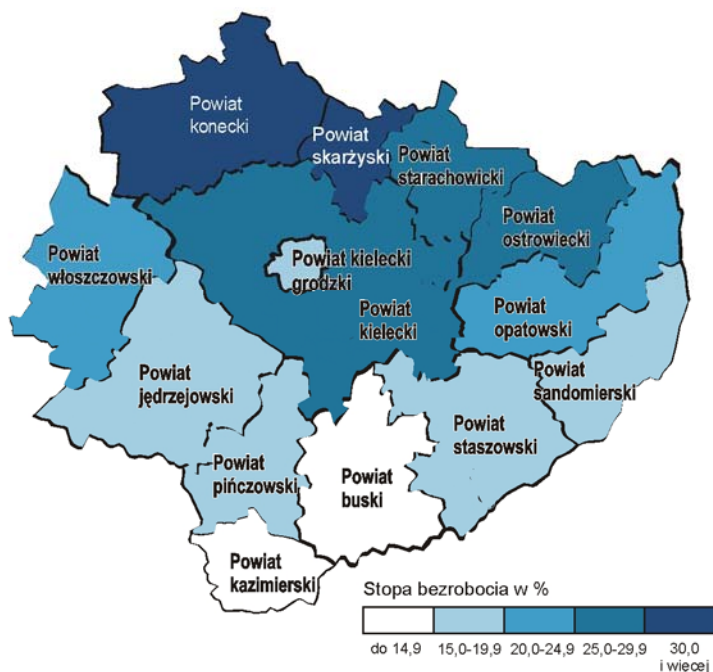 Powiat
konecki
Powiat
skarżyski
Powiat
starachowicki
Powiat
ostrowiecki
Powiat
włoszczowski
Powiat kielecki
grodzki
Powiat
kielecki
Powiat
opatowski
Powiat
jędrzejowski
Powiat
sandomierski
Powiat
staszowski
Powiat
pińczowski
Powiat
buski
Powiat
kazimierski
Stopa bezrobocia w %
do 14,9 15,0-19,9 20,0-24,9 25,0-29,9 30,0
i więcej